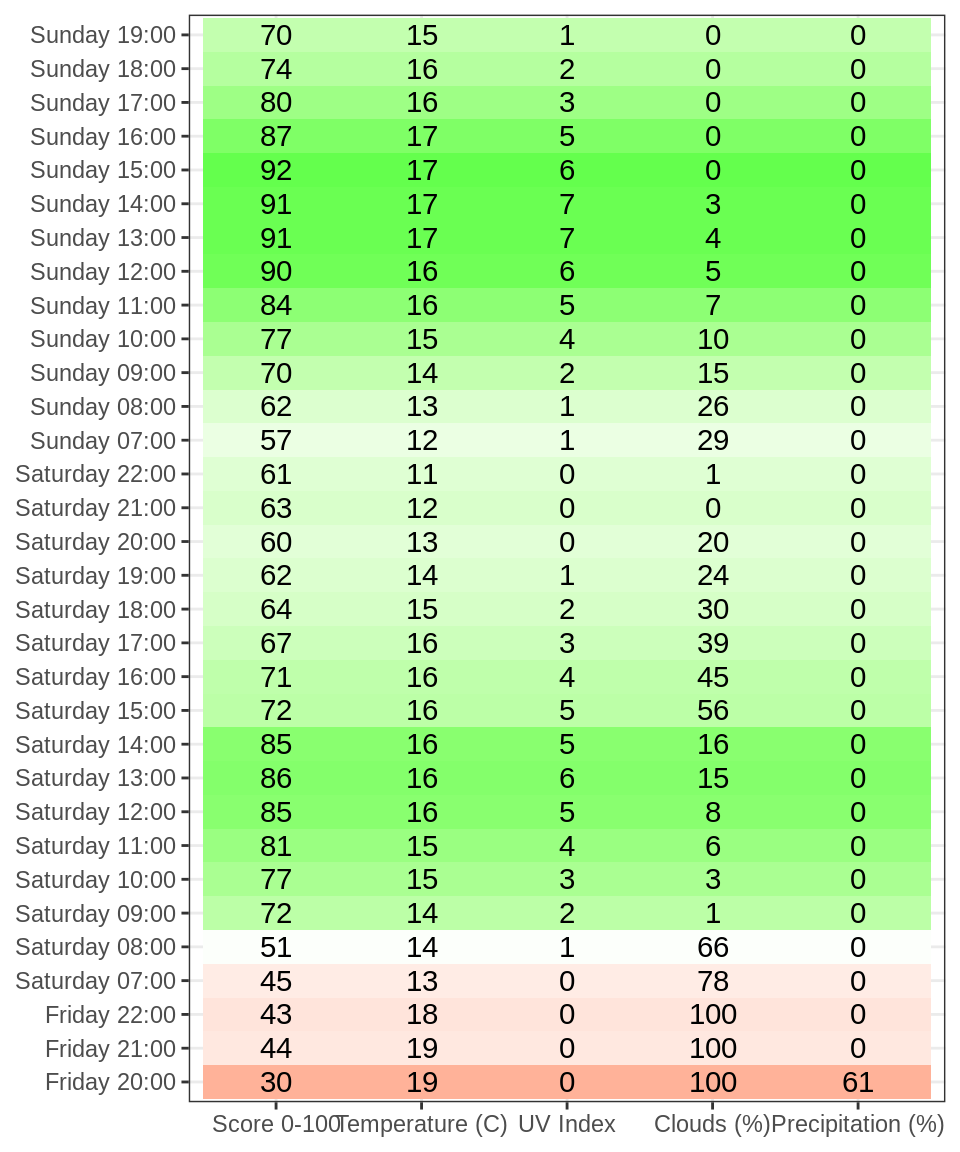 Sunday 19:00 70 15 1 0 0
Sunday 18:00 74 16 2 0 0
Sunday 17:00 80 16 3 0 0
Sunday 16:00 87 17 5 0 0
Sunday 15:00 92 17 6 0 0
Sunday 14:00 91 17 7 3 0
Sunday 13:00 91 17 7 4 0
Sunday 12:00 90 16 6 5 0
Sunday 11:00 84 16 5 7 0
Sunday 10:00 77 15 4 10 0
Sunday 09:00 70 14 2 15 0
Sunday 08:00 62 13 1 26 0
Sunday 07:00 57 12 1 29 0
Saturday 22:00 61 11 0 1 0
Saturday 21:00 63 12 0 0 0
Saturday 20:00 60 13 0 20 0
Saturday 19:00 62 14 1 24 0
Saturday 18:00 64 15 2 30 0
Saturday 17:00 67 16 3 39 0
Saturday 16:00 71 16 4 45 0
Saturday 15:00 72 16 5 56 0
Saturday 14:00 85 16 5 16 0
Saturday 13:00 86 16 6 15 0
Saturday 12:00 85 16 5 8 0
Saturday 11:00 81 15 4 6 0
Saturday 10:00 77 15 3 3 0
Saturday 09:00 72 14 2 1 0
Saturday 08:00 51 14 1 66 0
Saturday 07:00 45 13 0 78 0
Friday 22:00 43 18 0 100 0
Friday 21:00 44 19 0 100 0
Friday 20:00 30 19 0 100 61
Score 0-100 Temperature (C) UV Index Clouds (%) Precipitation (%)